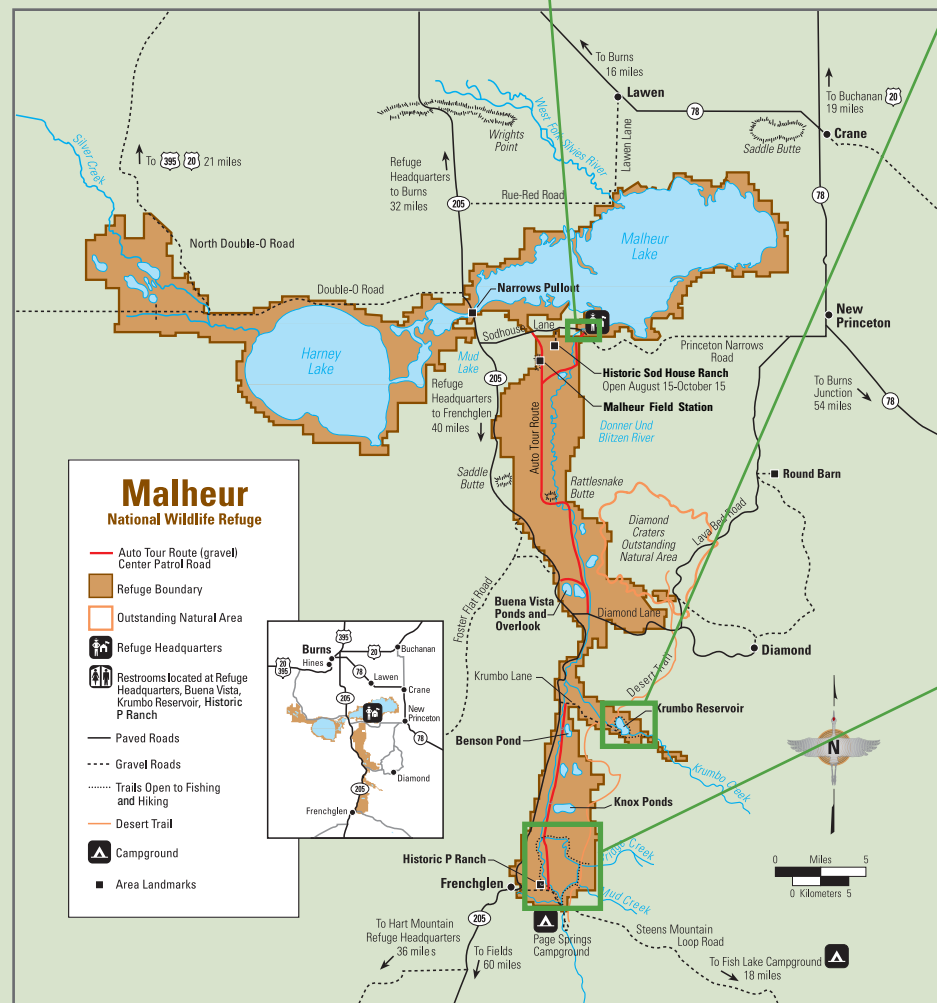 To Burns
16 miles
Lawen
78
To Buchanan 20
19 miles
Crane
Saddle Butte
West Fork Silvies River
Wrights
Point
Lawen Lane
Silver Creek
To 395 20 21 miles
Refuge
Headquarters
to Burns
32 miles
205
Rue-Red Road
78
North Double-O Road
Malheur
Lake
Double-O Road
Narrows Pullout
New
Princeton
Sodhouse Lane
Princeton Narrows
Road
Harney
Lake
Mud
Lake
205
Historic Sod House Ranch
Open August 15-October 15
Refuge
Headquarters
to Frenchglen
40 miles
Malheur Field Station
To Burns
Junction
54 miles
78
Donner Und
Blitzen River
Auto Tour Route
Saddle
Butte
Rattlesnake
Butte
Round Barn
Diamond
Craters
Outstanding
Natural Area
Lava Bed Road
Foster Flat Road
Buena Vista
Ponds and
Overlook
Diamond Lane
Diamond
Desert Trail
Krumbo Lane
Krumbo Reservoir
Benson Pond
Krumbo Creek
N
Knox Ponds
Historic P Ranch
Frenchglen
Mud Creek
205
Page Springs
Campground
Steens Mountain
Loop Road
To Hart Mountain
Refuge Headquarters
36 miles
To Fields
60 miles
To Fish Lake Campground
18 miles
0 Miles 5
0 Kilometers 5
Malheur
National Wildlife Refuge
Auto Tour Route (gravel)
Center Patrol Road
Refuge Boundary
Outstanding Natural Area
Refuge Headquarters
Restrooms located at Refuge
Headquarters, Buena Vista,
Krumbo Reservoir, Historic
P Ranch
Paved Roads
Gravel Roads
Trails Open to Fishing
and Hiking
Desert Trail
Campground
Area Landmarks
395
Burns
Hines
20
Buchanan
20
395
78
Lawen
Crane
205
New
Princeton
78
Diamond
205
Frenchglen